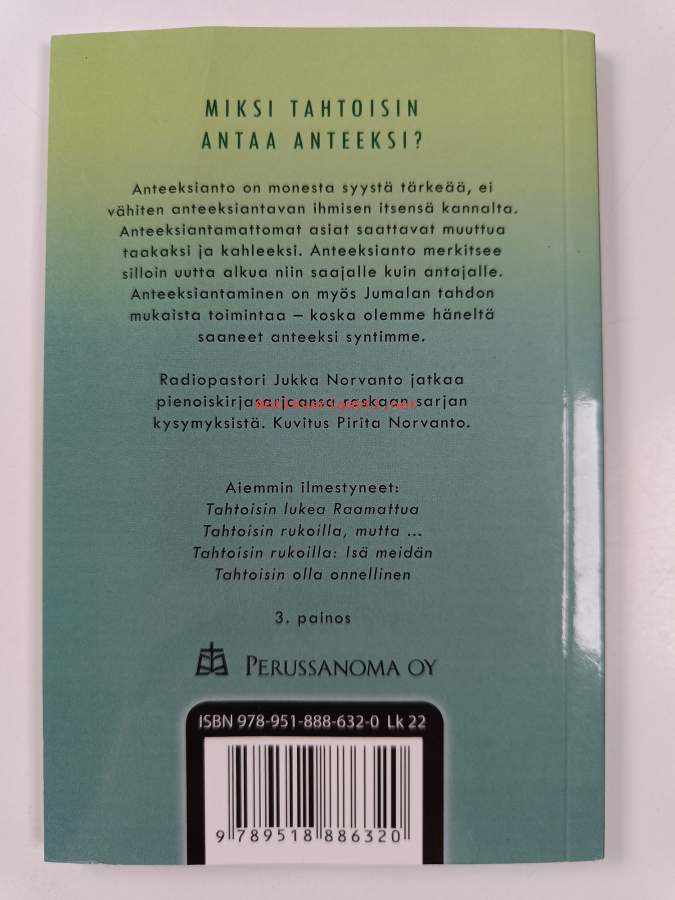 MIKSI TAHTOISIN
ANTAA ANTEEKSI?
Anteeksianto on monesta syystä tärkeää, ei
vähiten anteeksiantavan ihmisen itsensä kannalta.
Anteeksiantamattomat asiat saattavat muuttua
taakaksi ja kahleeksi. Anteeksianto merkitsee
silloin uutta alkua niin saajalle kuin antajalle.
Anteeksiantaminen on myös Jumalan tahdon
mukaista toimintaa – koska olemme häneltä
saaneet anteeksi syntimme.
Radiopastori Jukka Norvanto jatkaa
pienoiskirjasarjaansa raskaan sarjan
kysymyksistä. Kuvitus Pirita Norvanto.
Aiemmin ilmestyneet:
Tahtoisin lukea Raamattua
Tahtoisin rukoilla, mutta ...
Tahtoisin rukoilla: Isä meidän
Tahtoisin olla onnellinen
3. painos
PERUSSANOMA OY
ISBN 978-951-888-632-0 Lk 22
9 789518 886320